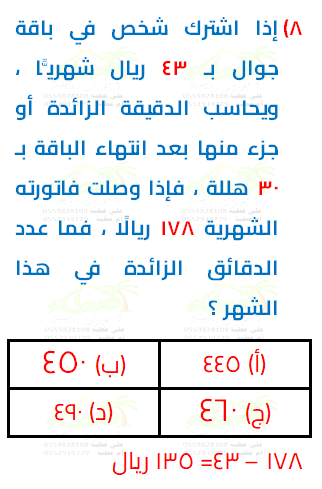 ٨) إذا اشترك شخص في باقة
جوال بـ ٤٣ ريال شهريًّا ،
ويحاسب الدقيقة الزائدة أو
جزء منها بعد انتهاء الباقة بـ
٣٠ هللة ، فإذا وصلت فاتورته
الشهرية ١٧٨ ريالًا ، فما عدد
الدقائق الزائدة في هذا
الشهر ؟
(أ) ٤٤٥ (ب) ٤٥٠
(ج) ٤٦٠ (د) ٤٩٠
١٧٨ – ٤٣= ١٣٥ ريال